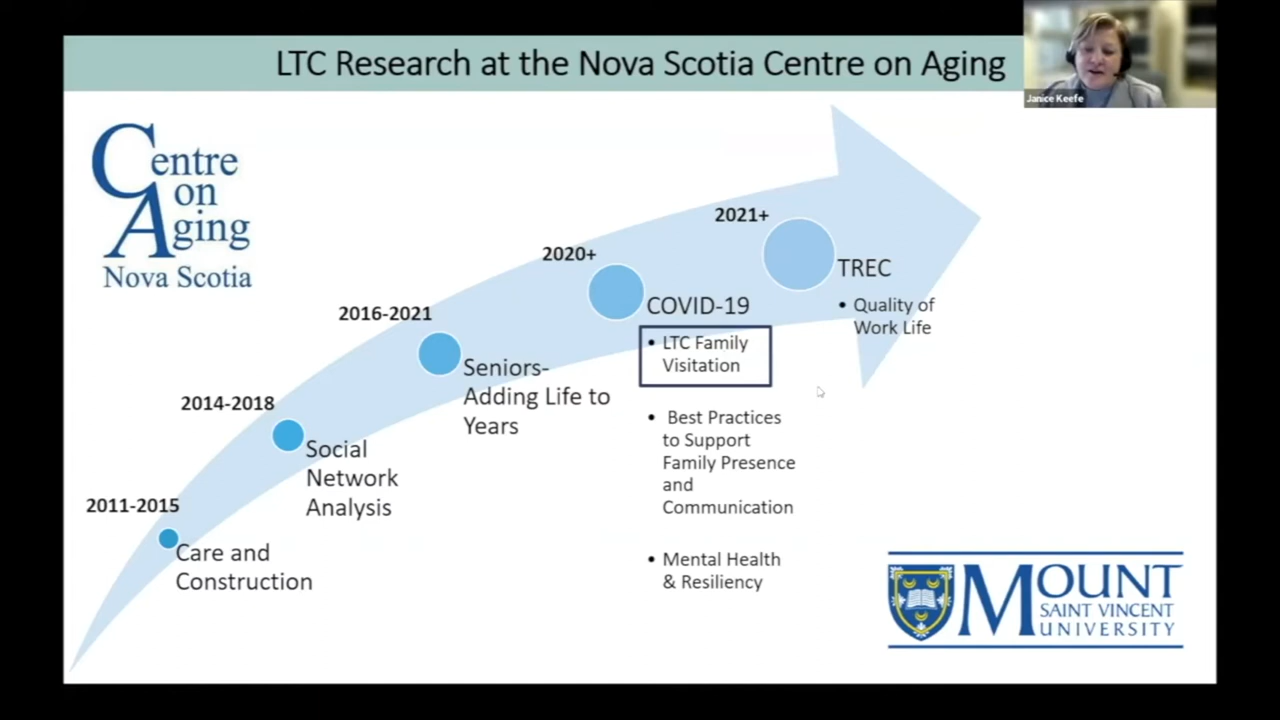 LTC Research at the Nova Scotia Centre on Aging
Janice Keefe
Centre
on
Aging
Nova Scotia
2021+
TREC
• Quality of
Work Life
2020+
COVID-19
• LTC Family
Visitation
• Best Practices
to Support
Family Presence
and
Communication
• Mental Health
& Resiliency
2016-2021
Seniors-
Adding Life to
Years
2014-2018
Social
Network
Analysis
2011-2015
Care and
Construction
MOUNT
SAINT VINCENT
UNIVERSITY